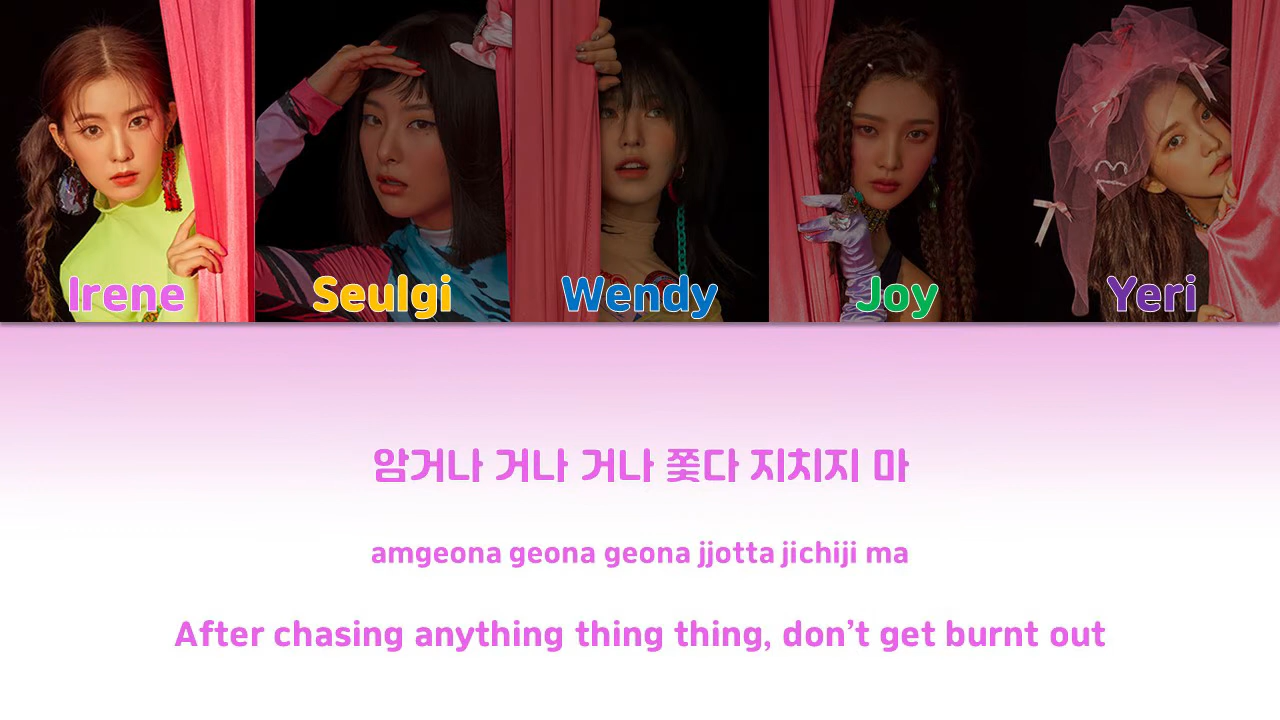 Irene Seulgi Wendy Joy Yeri
암거나 거나 거나 쫓다 지치지 마
amgeona geona geona jjotta jichiji ma
After chasing anything thing thing, don’t get burnt out